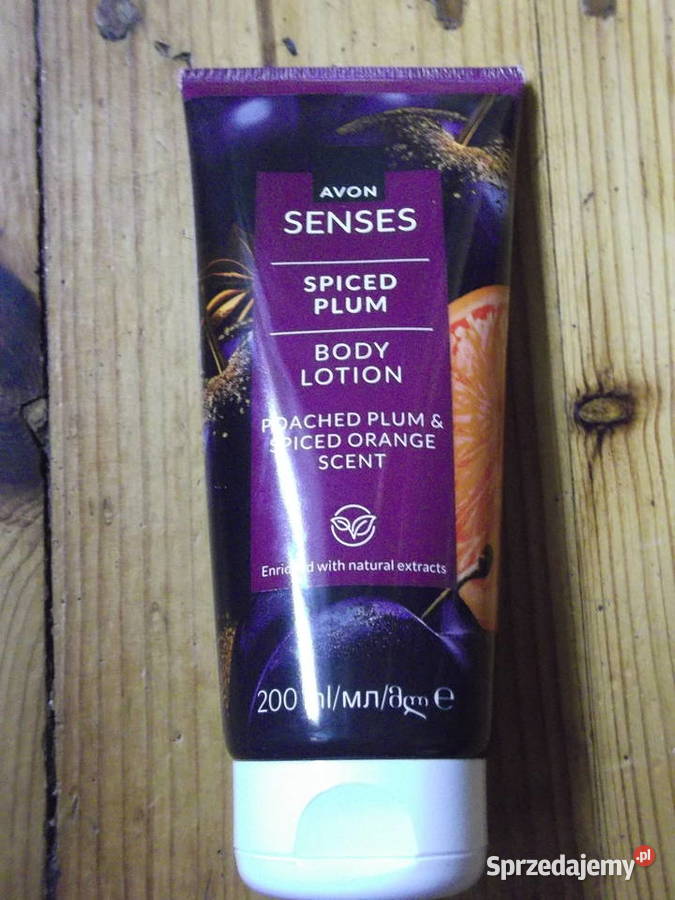 AVON
SENSES
SPICED
PLUM
BODY
LOTION
POACHED PLUM &
SPICED ORANGE
SCENT
Enriched with natural extracts
200 ml/мл/მლ ℮
Sprzedajemy.pl